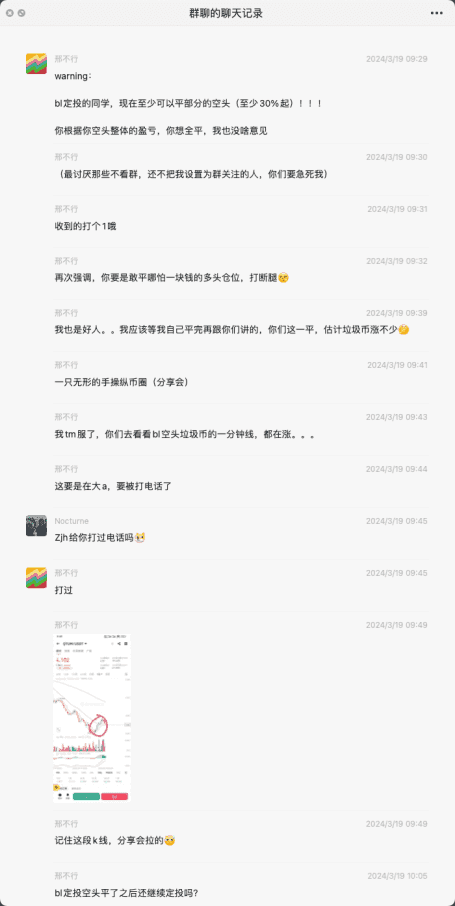 群聊的聊天记录
那不行
2024/3/19 09:29
warning：
bl定投的同学，现在至少可以平部分的空头（至少30%起）！！！
你根据你空头整体的盈亏，你想全平，我也没啥意见
那不行
2024/3/19 09:30
（最讨厌那些不看群，还不把我设置为群关注的人，你们要急死我）
那不行
2024/3/19 09:31
收到的打个1哦
那不行
2024/3/19 09:32
再次强调，你要是敢平哪怕一块钱的多头仓位，打断腿
那不行
2024/3/19 09:39
我也是好人。。我应该等我自己平完再跟你们讲的，你们这一平，估计垃圾币涨不少
那不行
2024/3/19 09:41
一只无形的手操纵币圈（分享会）
那不行
2024/3/19 09:43
我tm服了，你们去看看bl空头垃圾币的一分钟线，都在涨。。。
那不行
2024/3/19 09:44
这要是在大a，要被打电话了
Nocturne
2024/3/19 09:45
Zjh给你打过电话吗
那不行
2024/3/19 09:45
打过
那不行
2024/3/19 09:49
那不行
2024/3/19 09:49
记住这段k线，分享会拉的
那不行
2024/3/19 10:05
bl定投空头平了之后还继续定投吗？